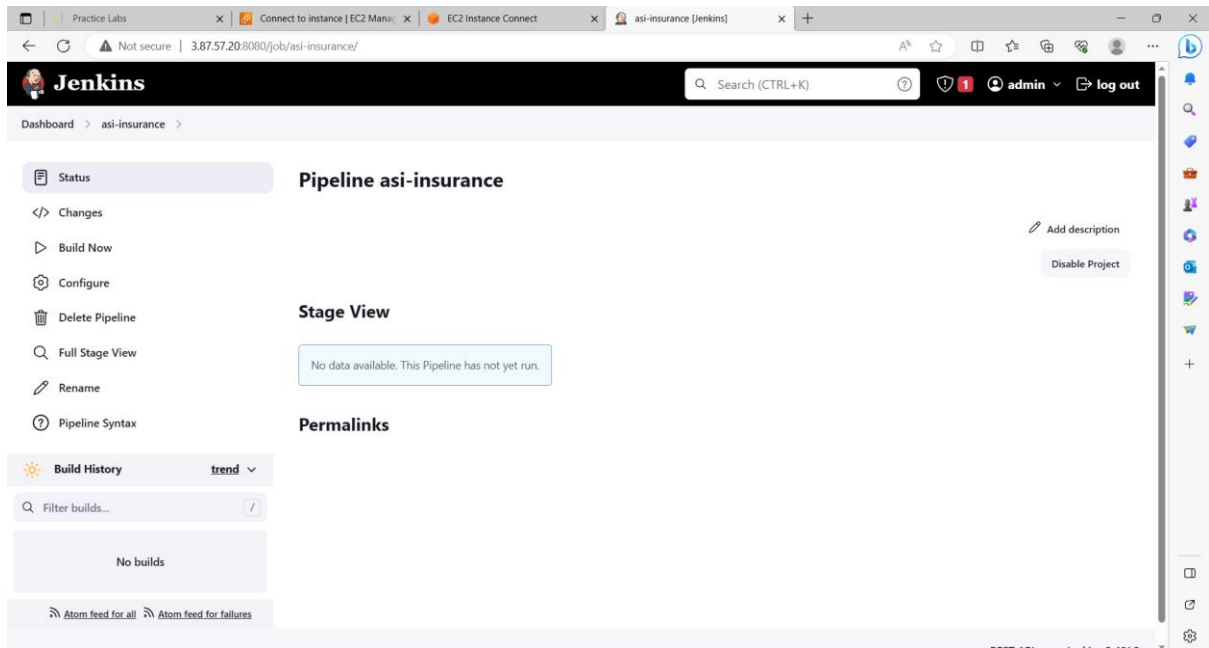 Practice Labs
Connect to instance | EC2 Manag
EC2 Instance Connect
asi-insurance [Jenkins]
Not secure | 3.87.57.20:8080/job/asi-insurance/
Jenkins
Search (CTRL+K)
1
admin
log out
Dashboard > asi-insurance >
Status
Changes
Build Now
Configure
Delete Pipeline
Full Stage View
Rename
Pipeline Syntax
Build History
trend
Filter builds...
/
No builds
Atom feed for all
Atom feed for failures
Pipeline asi-insurance
Add description
Disable Project
Stage View
No data available. This Pipeline has not yet run.
Permalinks